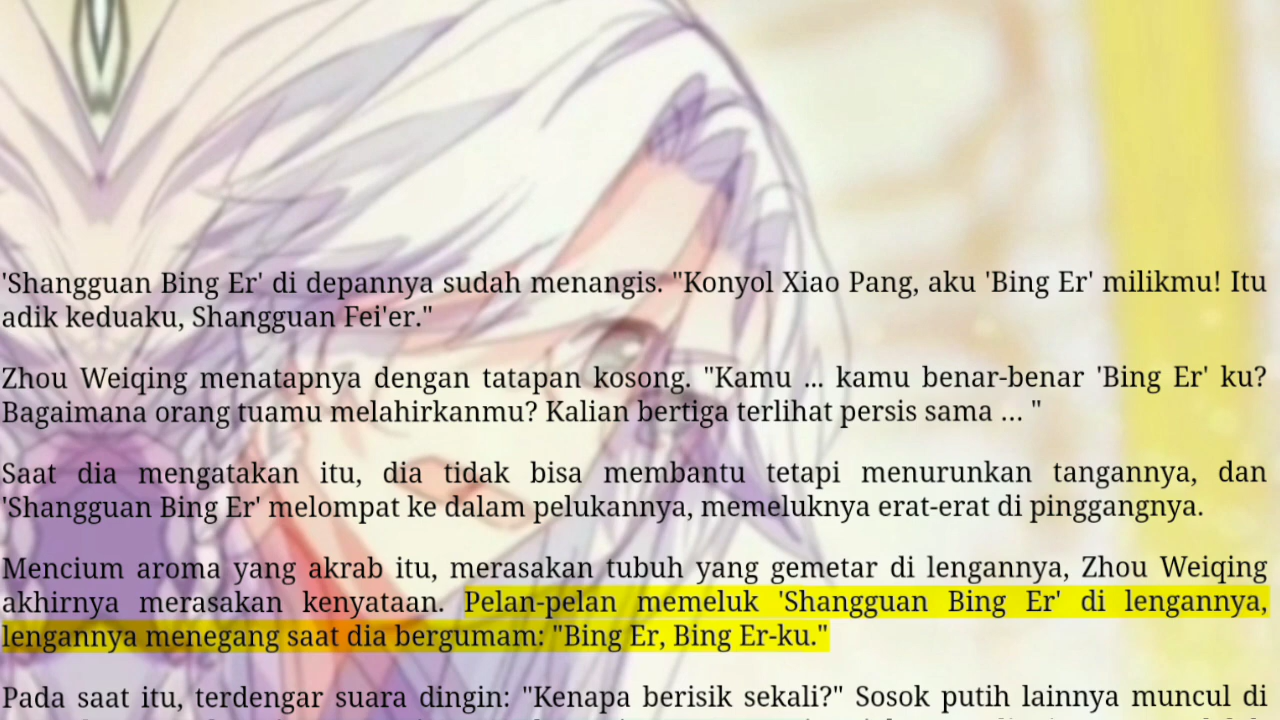 'Shangguan Bing Er' di depannya sudah menangis. "Konyol Xiao Pang, aku 'Bing Er' milikmu! Itu
adik keduaku, Shangguan Fei'er."
Zhou Weiqing menatapnya dengan tatapan kosong. "Kamu ... kamu benar-benar 'Bing Er' ku?
Bagaimana orang tuamu melahirkanmu? Kalian bertiga terlihat persis sama ... "
Saat dia mengatakan itu, dia tidak bisa membantu tetapi menurunkan tangannya, dan
'Shangguan Bing Er' melompat ke dalam pelukannya, memeluknya erat-erat di pinggangnya.
Mencium aroma yang akrab itu, merasakan tubuh yang gemetar di lengannya, Zhou Weiqing
akhirnya merasakan kenyataan. Pelan-pelan memeluk 'Shangguan Bing Er' di lengannya,
lengannya menegang saat dia bergumam: "Bing Er, Bing Er-ku."
Pada saat itu, terdengar suara dingin: "Kenapa berisik sekali?" Sosok putih lainnya muncul di